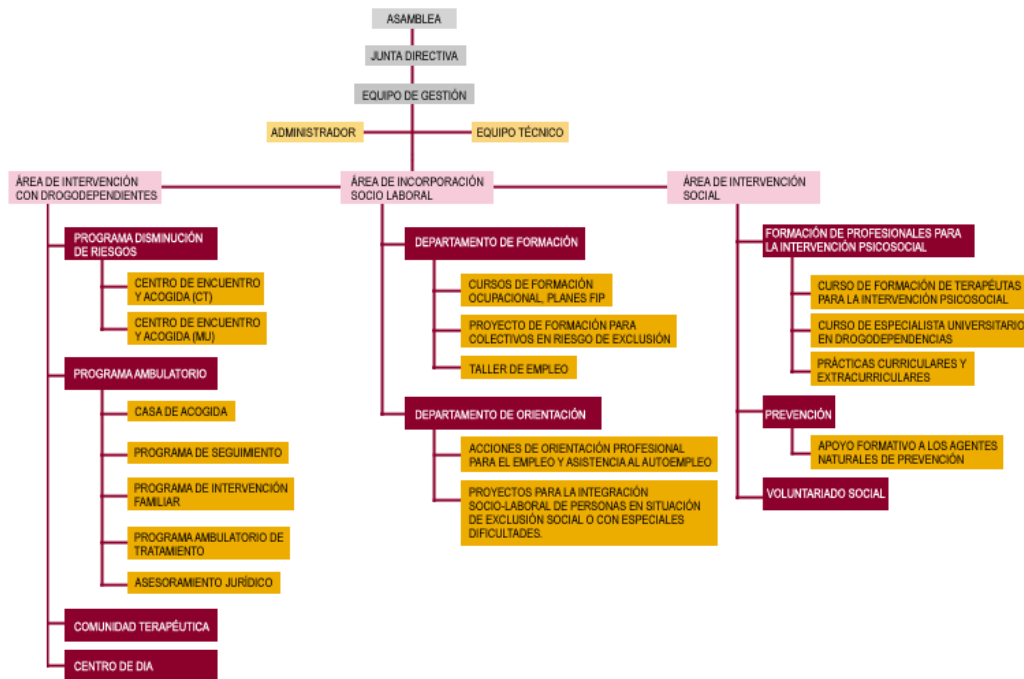 ASAMBLEA
JUNTA DIRECTIVA
EQUIPO DE GESTIÓN
ADMINISTRADOR
EQUIPO TÉCNICO
ÁREA DE INTERVENCIÓN
CON DROGODEPENDIENTES
ÁREA DE INCORPORACIÓN
SOCIO LABORAL
ÁREA DE INTERVENCIÓN
SOCIAL
PROGRAMA DISMINUCIÓN
DE RIESGOS
CENTRO DE ENCUENTRO
Y ACOGIDA (CT)
CENTRO DE ENCUENTRO
Y ACOGIDA (MU)
PROGRAMA AMBULATORIO
CASA DE ACOGIDA
PROGRAMA DE SEGUIMIENTO
PROGRAMA DE INTERVENCIÓN
FAMILIAR
PROGRAMA AMBULATORIO DE
TRATAMIENTO
ASESORAMIENTO JURÍDICO
COMUNIDAD TERAPÉUTICA
CENTRO DE DIA
DEPARTAMENTO DE FORMACIÓN
CURSOS DE FORMACIÓN
OCUPACIONAL, PLANES FIP
PROYECTO DE FORMACIÓN PARA
COLECTIVOS EN RIESGO DE EXCLUSIÓN
TALLER DE EMPLEO
DEPARTAMENTO DE ORIENTACIÓN
ACCIONES DE ORIENTACIÓN PROFESIONAL
PARA EL EMPLEO Y ASISTENCIA AL AUTOEMPLEO
PROYECTOS PARA LA INTEGRACIÓN
SOCIO-LABORAL DE PERSONAS EN SITUACIÓN
DE EXCLUSIÓN SOCIAL O CON ESPECIALES
DIFICULTADES.
FORMACIÓN DE PROFESIONALES PARA
LA INTERVENCIÓN PSICOSOCIAL
CURSO DE FORMACIÓN DE TERAPÉUTAS
PARA LA INTERVENCIÓN PSICOSOCIAL
CURSO DE ESPECIALISTA UNIVERSITARIO
EN DROGODEPENDENCIAS
PRÀCTICAS CURRICULARES Y
EXTRACURRICULARES
PREVENCIÓN
APOYO FORMATIVO A LOS AGENTES
NATURALES DE PREVENCIÓN
VOLUNTARIADO SOCIAL